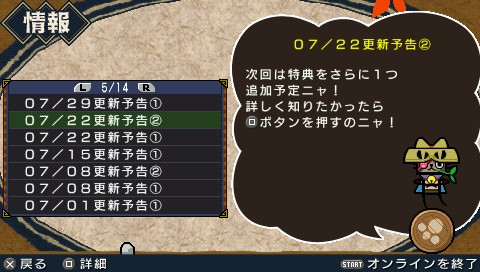 情報
L 5/14 R
07/29更新予告①
07/22更新予告②
07/22更新予告①
07/15更新予告①
07/08更新予告②
07/08更新予告①
07/01更新予告①
07/22更新予告②
次回は特典をさらに1つ
追加予定ニャ!
詳しく知りたかったら
□ボタンを押すのニャ!
×戻る □詳細
START オンラインを終了